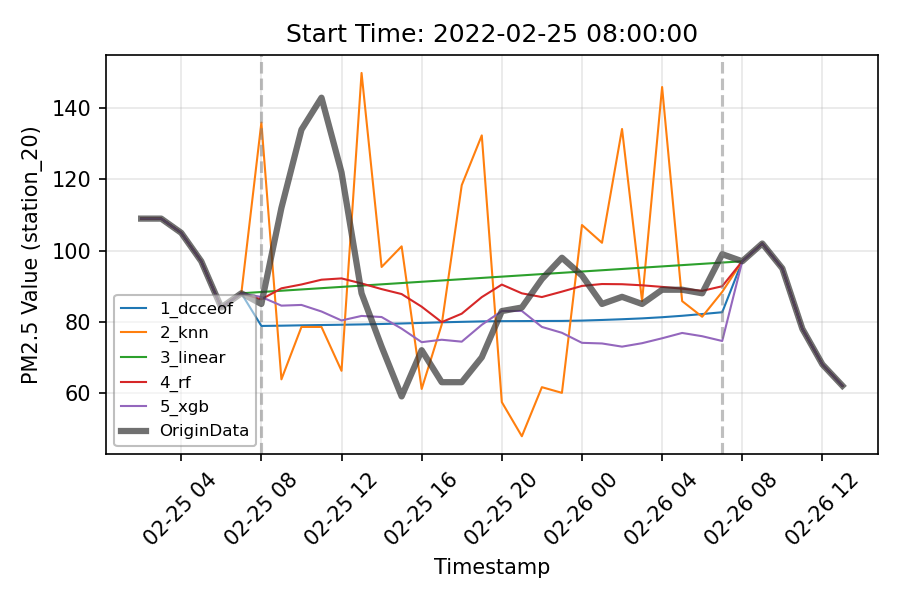 Start Time: 2022-02-25 08:00:00
PM2.5 Value (station_20)
140
120
100
80
60
1_dcceof
2_knn
3_linear
4_rf
5_xgb
OriginData
02-25 04
02-25 08
02-25 12
02-25 16
02-25 20
02-26 00
02-26 04
02-26 08
02-26 12
Timestamp